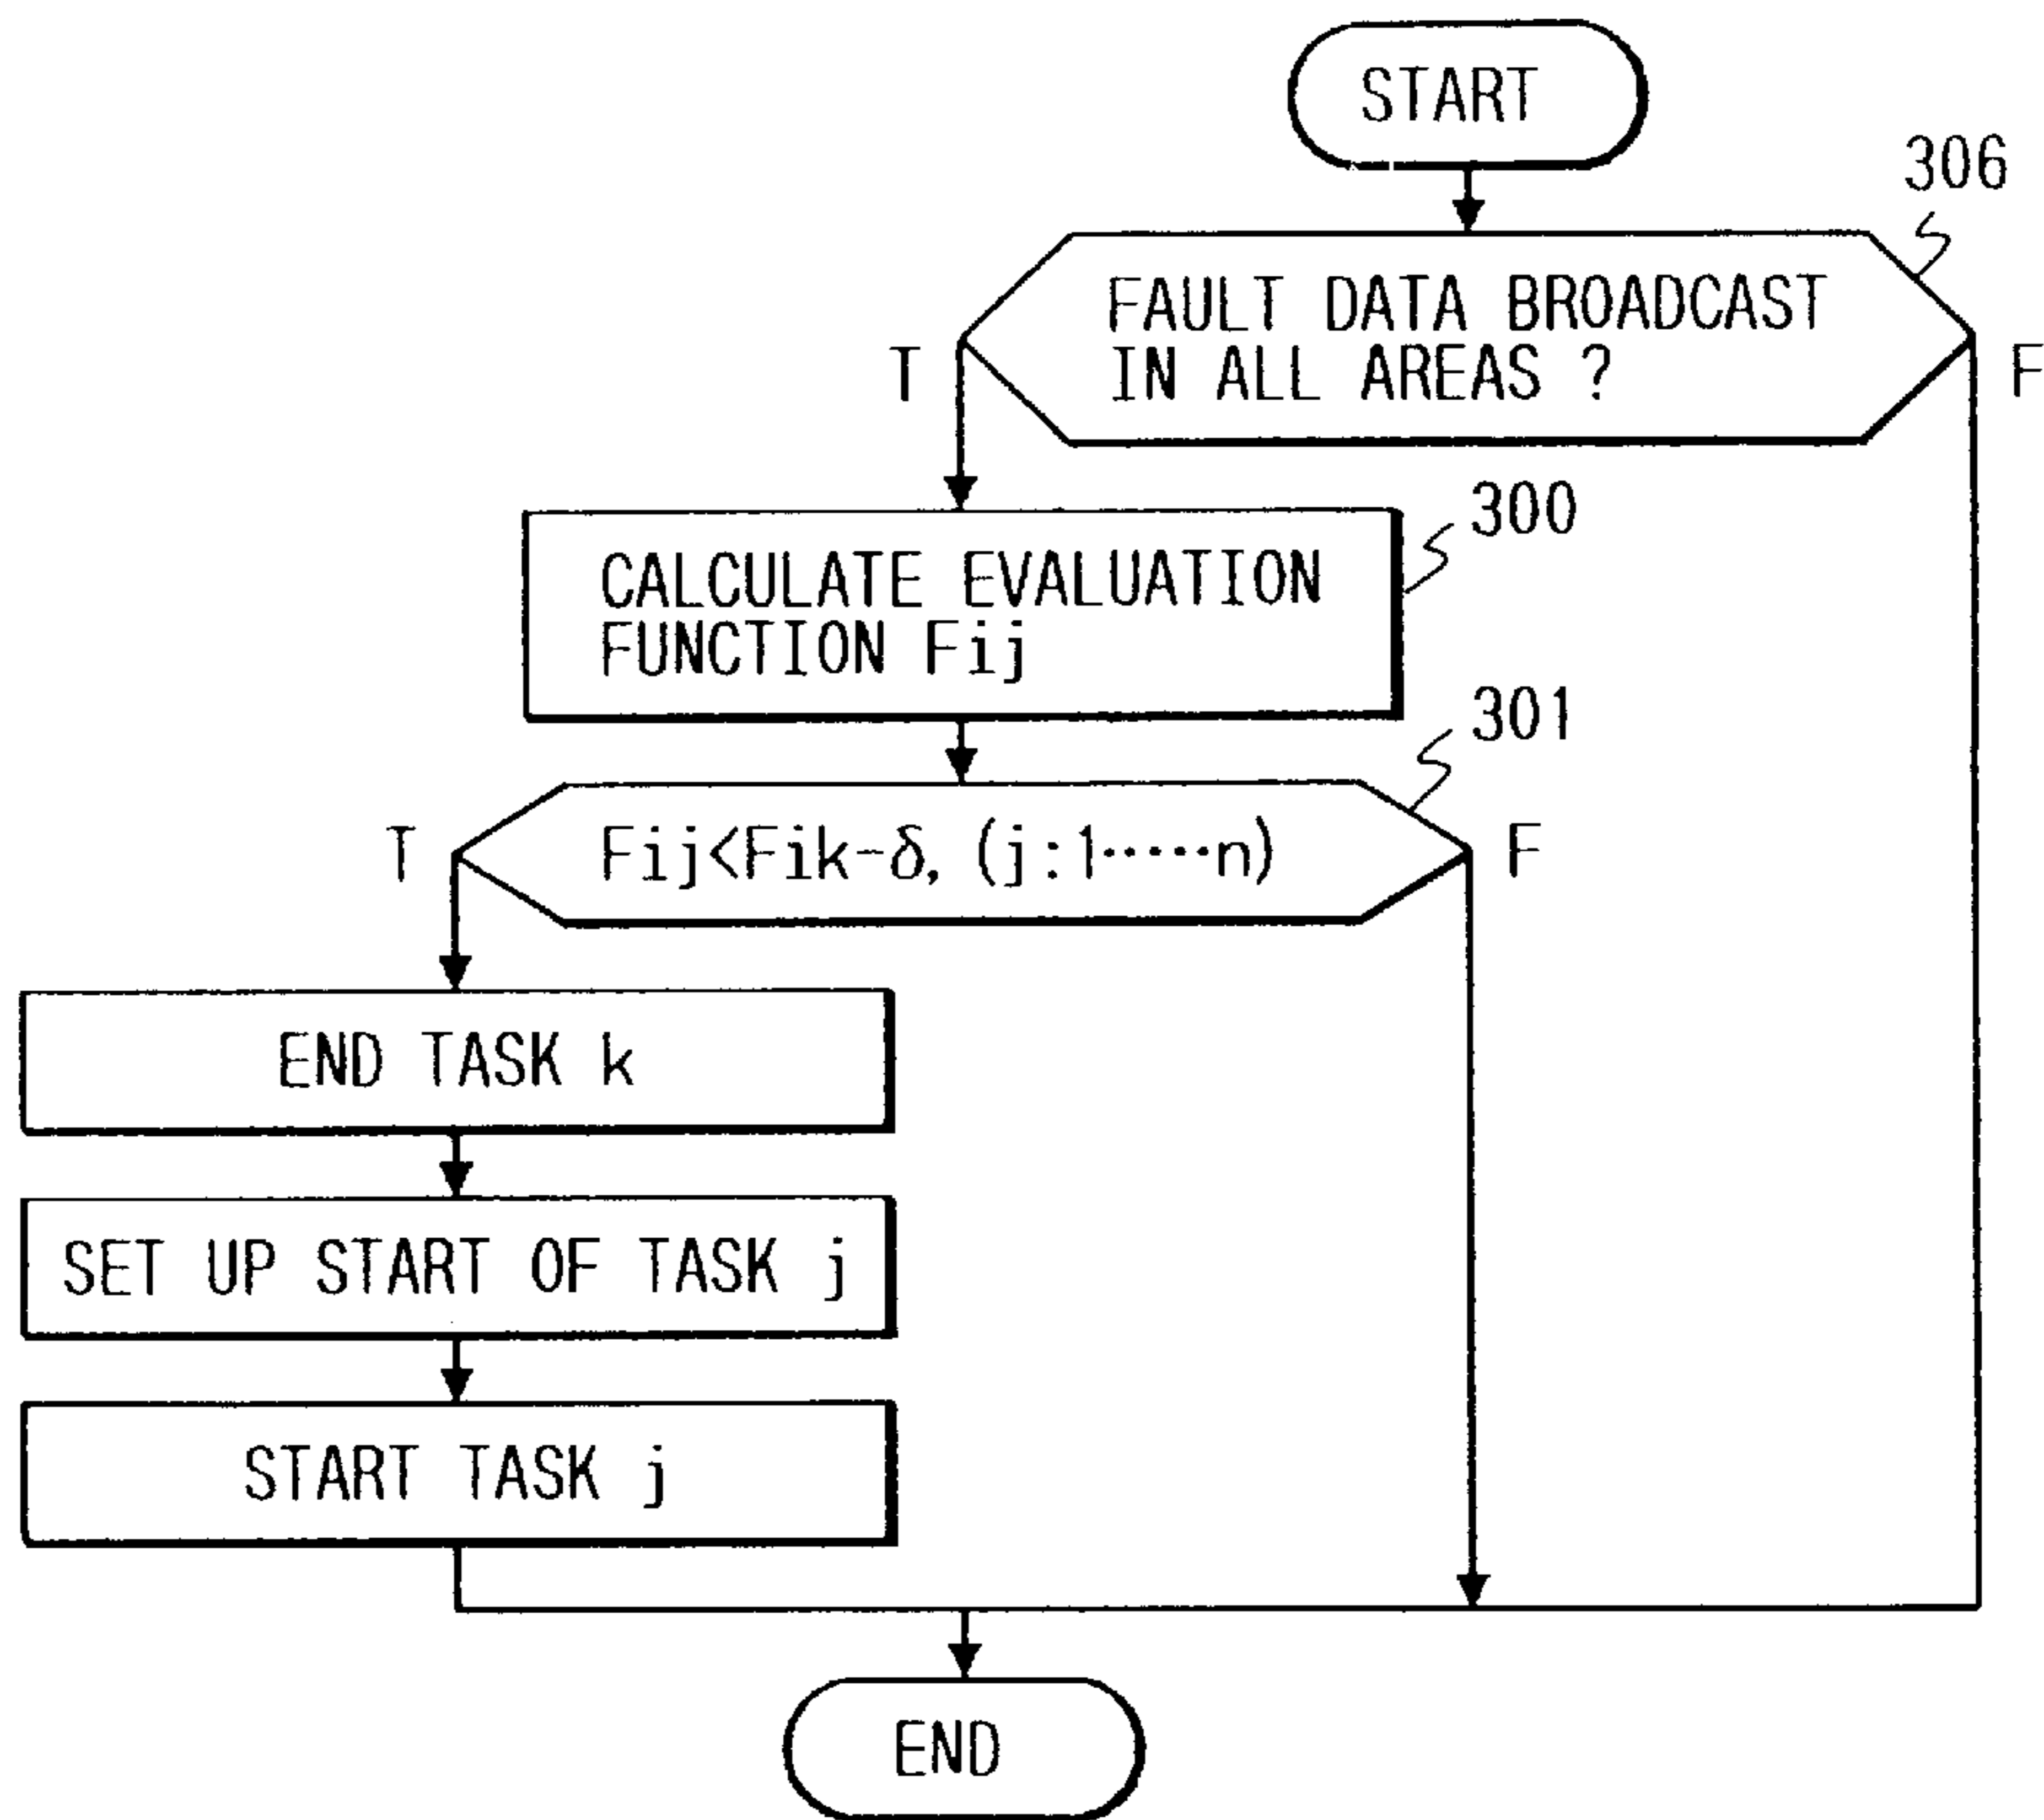 START
306
FAULT DATA BROADCAST
IN ALL AREAS ?
T
F
300
CALCULATE EVALUATION
FUNCTION Fij
301
T
Fij<Fik-δ, (j:1·····n)
F
END TASK k
SET UP START OF TASK j
START TASK j
END